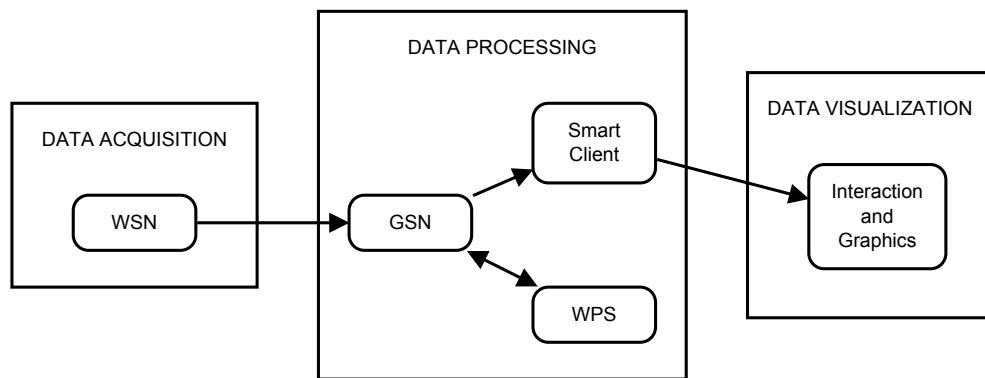 DATA ACQUISITION
WSN
DATA PROCESSING
GSN
Smart
Client
WPS
DATA VISUALIZATION
Interaction
and
Graphics